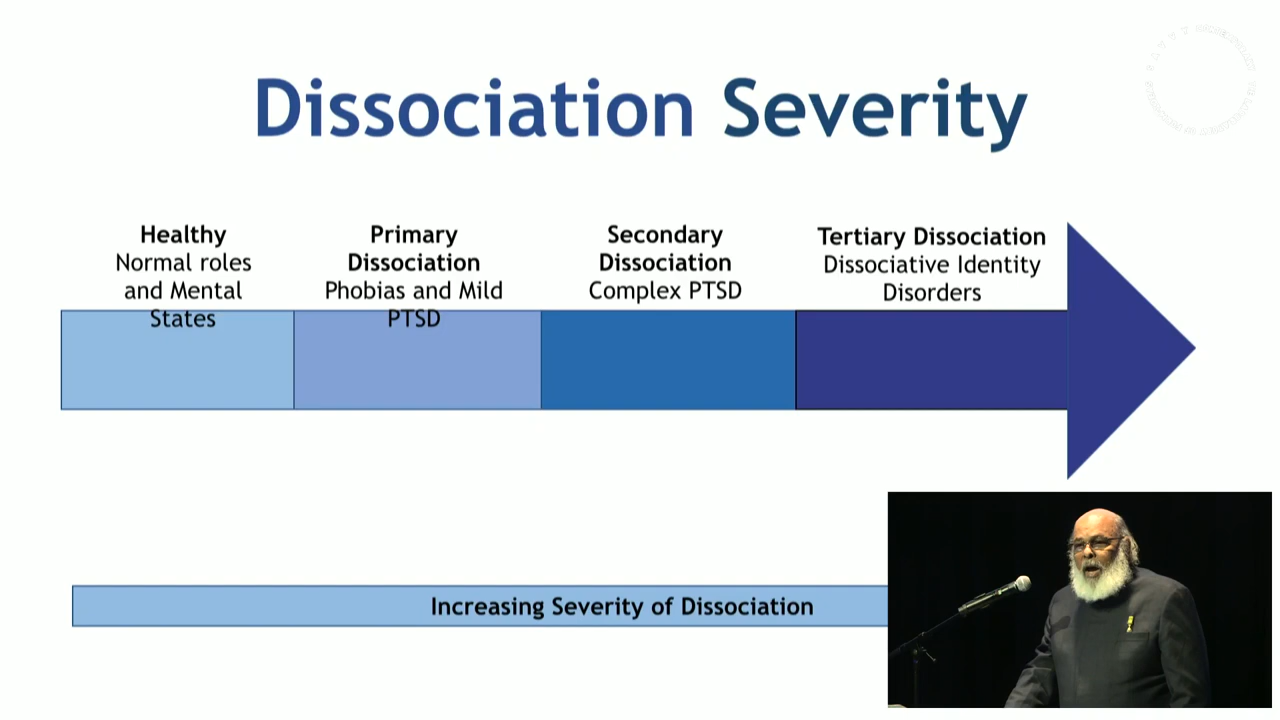 Dissociation Severity
Healthy
Normal roles
and Mental
States
Primary
Dissociation
Phobias and Mild
PTSD
Secondary
Dissociation
Complex PTSD
Tertiary Dissociation
Dissociative Identity
Disorders
Increasing Severity of Dissociation